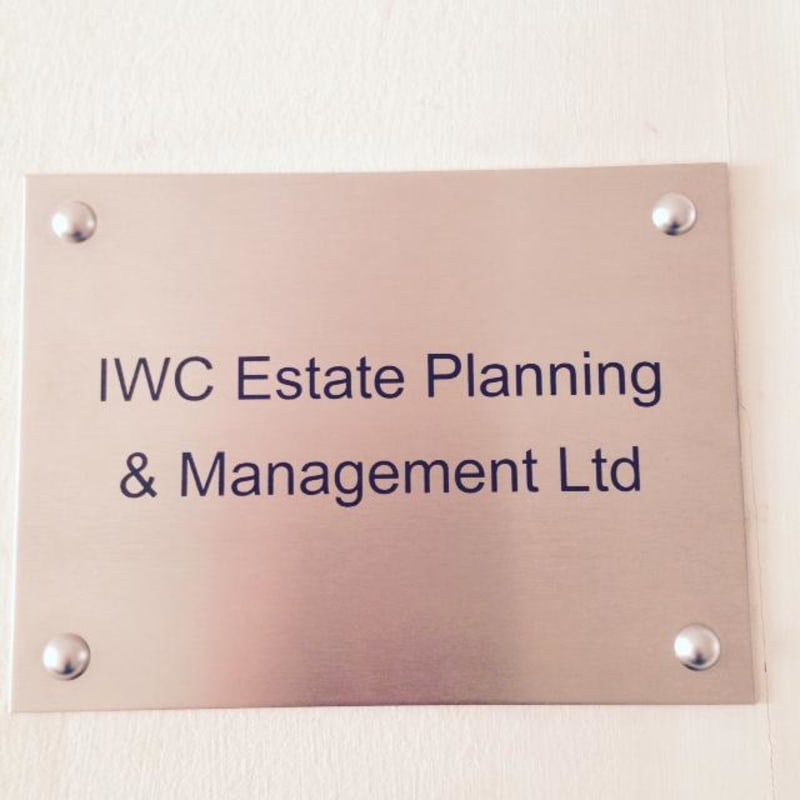 IWC Estate Planning
& Management Ltd